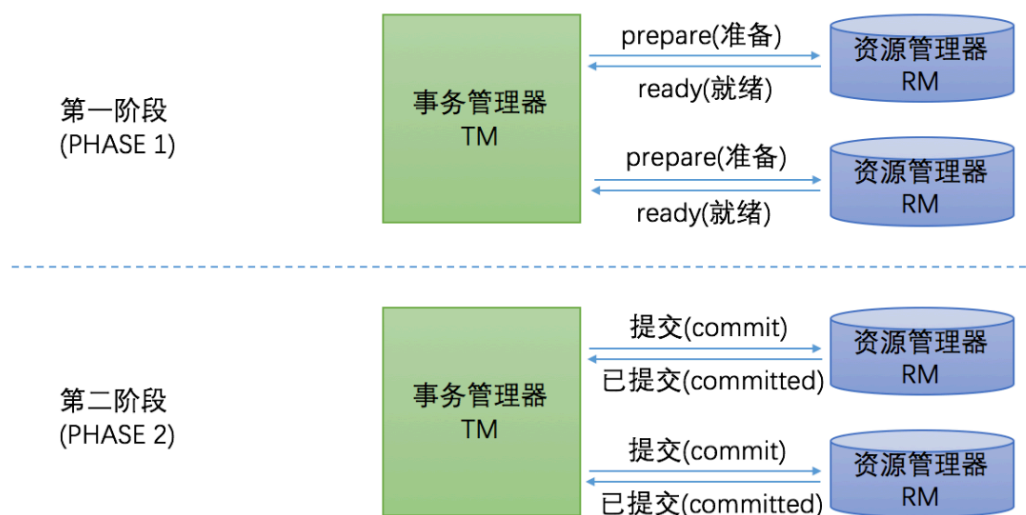 第一阶段
(PHASE 1)
事务管理器
TM
prepare(准备)
ready(就绪)
资源管理器
RM
prepare(准备)
ready(就绪)
资源管理器
RM
第二阶段
(PHASE 2)
事务管理器
TM
提交(commit)
已提交(committed)
资源管理器
RM
提交(commit)
已提交(committed)
资源管理器
RM